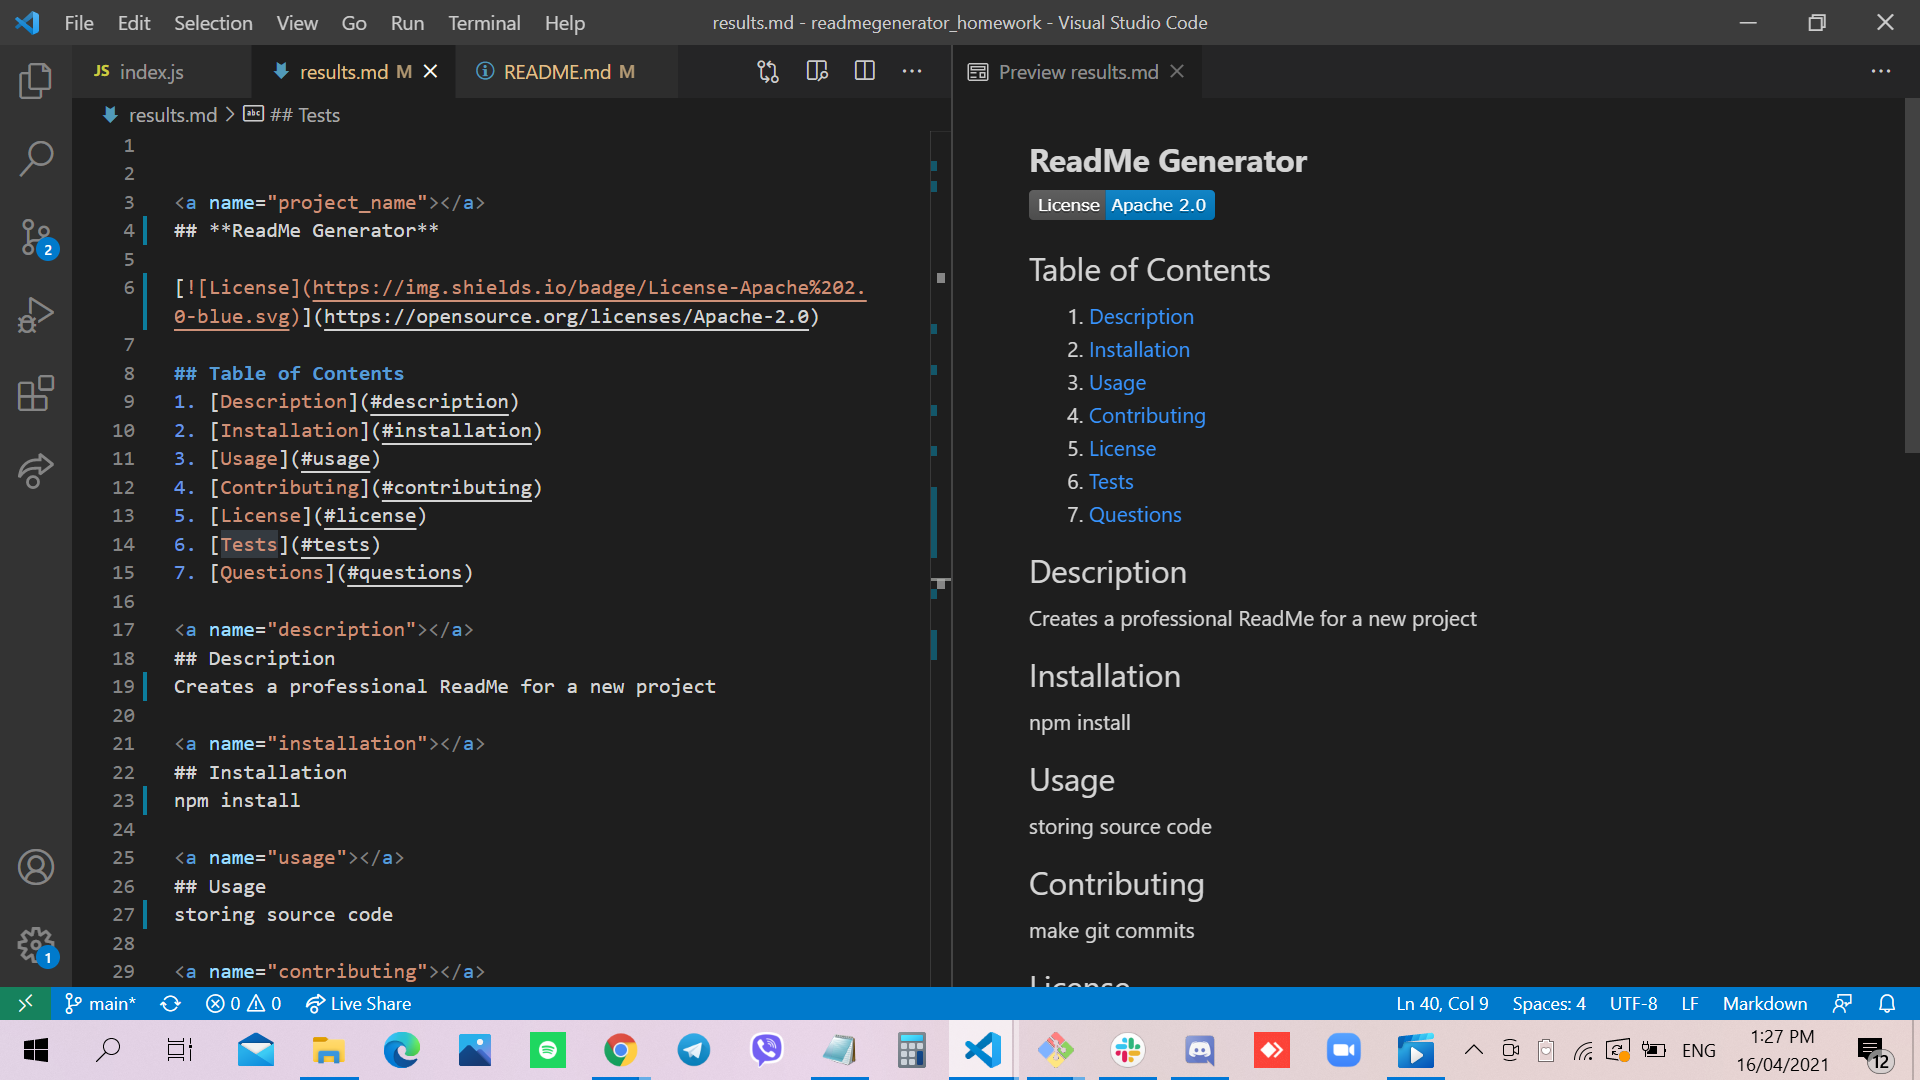 File Edit Selection View Go Run Terminal Help
results.md - readmegenerator_homework - Visual Studio Code
JS index.js
results.md M
README.md M
Preview results.md
results.md > abc ## Tests
1
2
3 <a name="project_name"></a>
4 ## **ReadMe Generator**
5
6 [![License](https://img.shields.io/badge/License-Apache%202.
0-blue.svg)](https://opensource.org/licenses/Apache-2.0)
7
8 ## Table of Contents
9 1. [Description](#description)
10 2. [Installation](#installation)
11 3. [Usage](#usage)
12 4. [Contributing](#contributing)
13 5. [License](#license)
14 6. [Tests](#tests)
15 7. [Questions](#questions)
16
17 <a name="description"></a>
18 ## Description
19 Creates a professional ReadMe for a new project
20
21 <a name="installation"></a>
22 ## Installation
23 npm install
24
25 <a name="usage"></a>
26 ## Usage
27 storing source code
28
29 <a name="contributing"></a>
ReadMe Generator
License Apache 2.0
Table of Contents
1. Description
2. Installation
3. Usage
4. Contributing
5. License
6. Tests
7. Questions
Description
Creates a professional ReadMe for a new project
Installation
npm install
Usage
storing source code
Contributing
make git commits
License
2
1
main* 0 0 Live Share
Ln 40, Col 9 Spaces: 4 UTF-8 LF Markdown
ENG
1:27 PM
16/04/2021
12